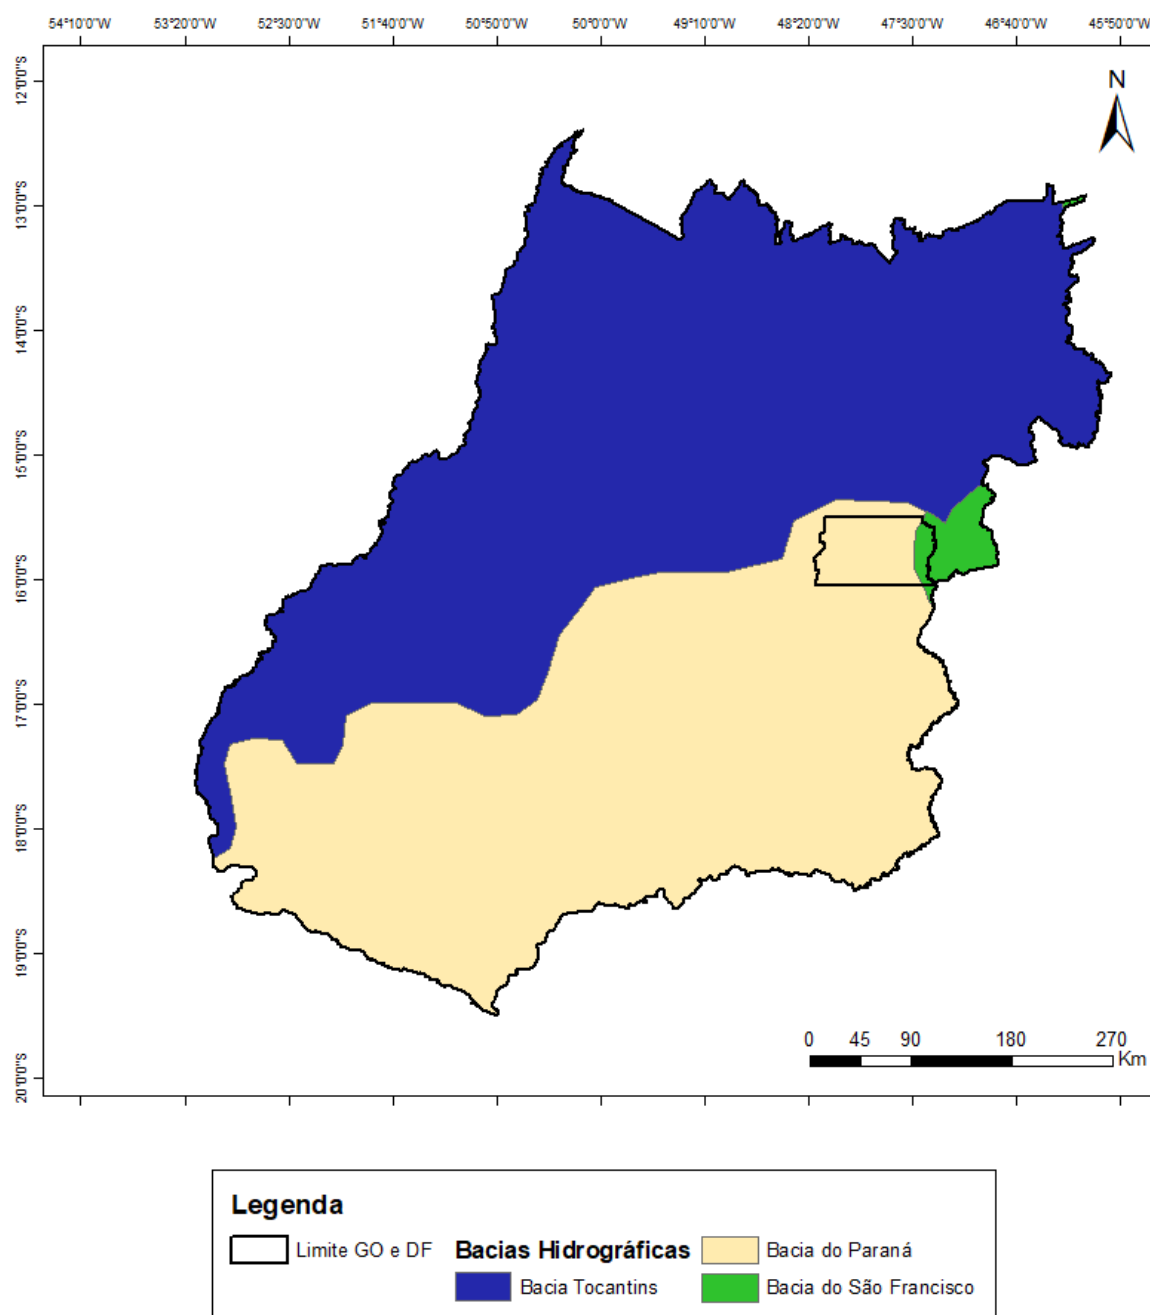 54°10'0"W 53°20'0"W 52°30'0"W 51°40'0"W 50°50'0"W 50°0'0"W 49°10'0"W 48°20'0"W 47°30'0"W 46°40'0"W 45°50'0"W
N
12°0'0"S
13°0'0"S
14°0'0"S
15°0'0"S
16°0'0"S
17°0'0"S
18°0'0"S
19°0'0"S
20°0'0"S
0 45 90 180 270
Km
Legenda
Limite GO e DF
Bacias Hidrográficas
Bacia Tocantins
Bacia do Paraná
Bacia do São Francisco